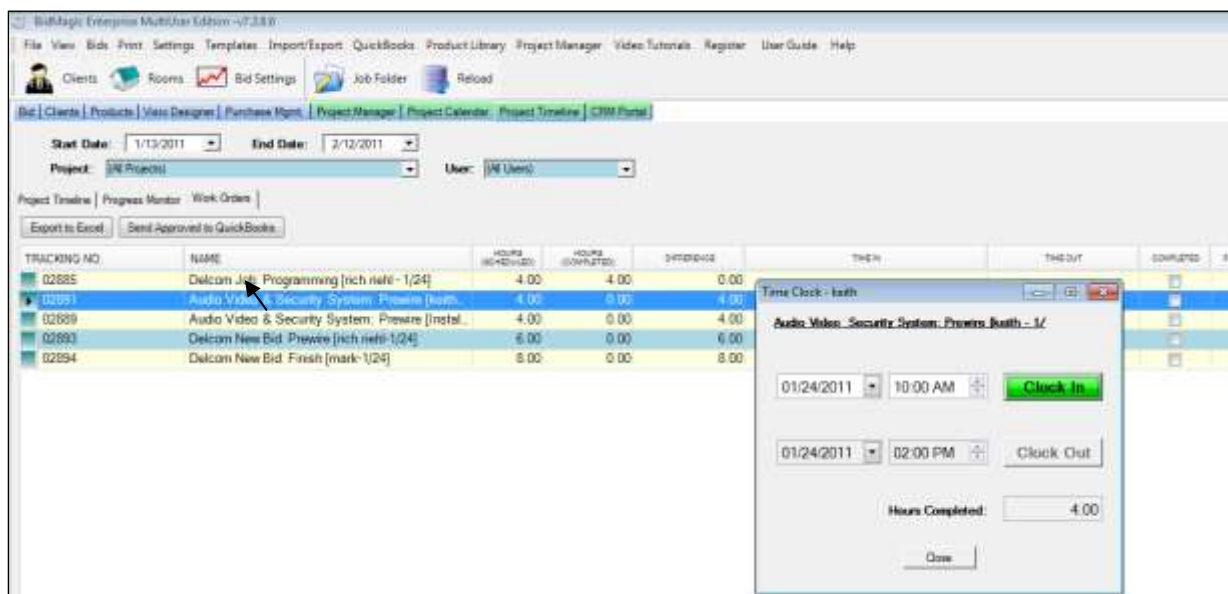 BidMagic Enterprise MultiUser Edition -v7.3.8.6
File View Bids Print Settings Templates Import/Export QuickBooks Product Library Project Manager Video Tutorials Register User Guide Help
Clients Rooms Bid Settings Job Folder Reload
Bid Clients Products Visio Designer Purchase Mgmt. Project Manager Project Calendar Project Timeline CRM Portal
Start Date: 1/13/2011 End Date: 2/12/2011
Project: (All Projects) User: (All Users)
Project Timeline Progress Monitor Work Orders
Export to Excel Send Approved to QuickBooks
TRACKING NO. NAME HOURS (SCHEDULED) HOURS (COMPLETED) DIFFERENCE TIME IN TIME OUT COMPLETED
02885 Delcom Job Programming [rich riehl - 1/24] 4.00 4.00 0.00
02891 Audio Video & Security System: Prewire [keith.. 4.00 0.00 4.00
02889 Audio Video & Security System: Prewire [Instal.. 4.00 0.00 4.00
02893 Delcom New Bid Prewire [rich riehl-1/24] 6.00 0.00 6.00
02894 Delcom New Bid Finish [mark-1/24] 8.00 0.00 8.00
Time Clock - keith
Audio Video Security System: Prewire [keith - 1/
01/24/2011 10:00 AM Clock In
01/24/2011 02:00 PM Clock Out
Hours Completed: 4.00
Close